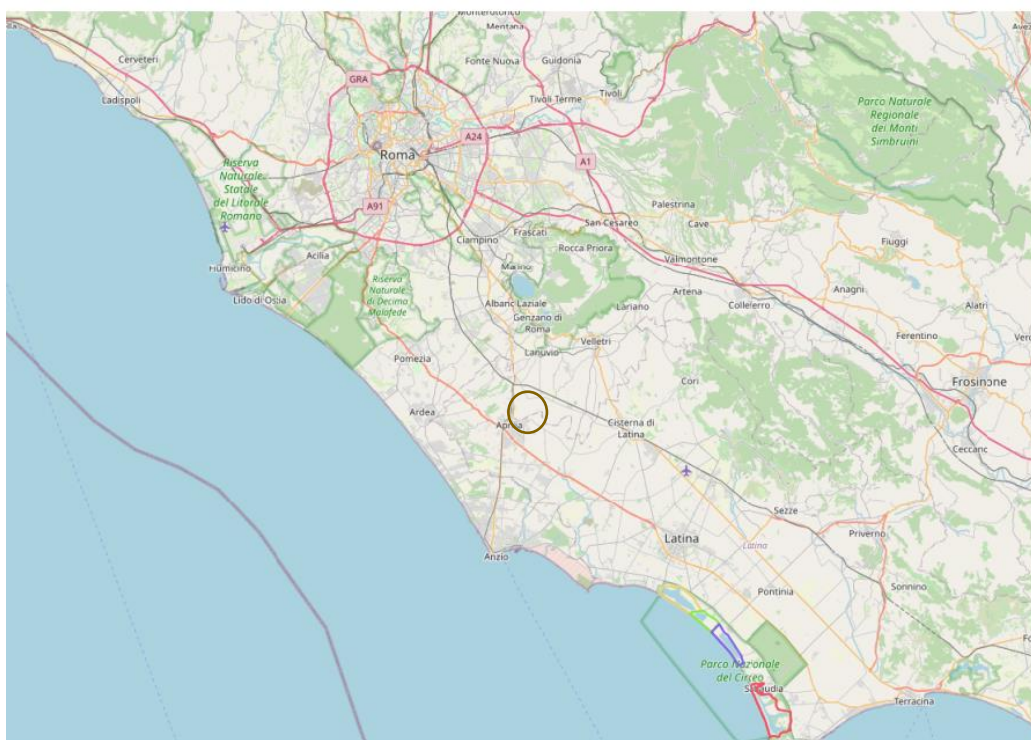 Monterotondo
Mentana
Cerveteri
Fonte Nuova
Guidonia
GRA
Ladispoli
Tivoli Terme
Tivoli
Parco Naturale
Regionale
dei Monti
Simbruini
A24
Roma
A1
Riserva
Naturale
Statale
del Litorale
Romano
Palestrina
A91
San Cesareo
Cave
Ciampino
Frascati
Fiuggi
Acilia
Rocca Priora
Valmontone
Fiumicino
Marino
Riserva
Naturale
di Decima
Malafede
Anagni
Lido di Ostia
Artena
Albano Laziale
Lariano
Colleferro
Alatri
Genzano di
Roma
Ferentino
Velletri
Lanuvio
Pomezia
Cori
Frosinone
Ardea
Aprilia
Cisterna di
Latina
Ceccano
Sezze
Priverno
Latina
Latina
Anzio
Sonnino
Pontinia
Parco Nazionale
del Circeo
Sabaudia
Terracina